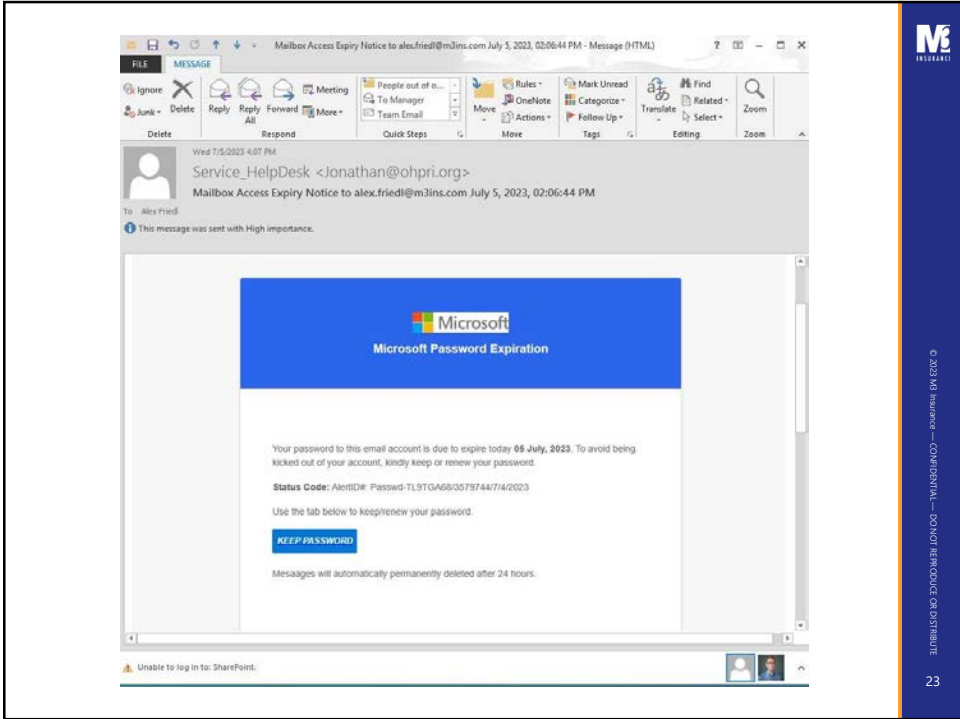 Mailbox Access Expiry Notice to alex.friedl@m3ins.com July 5, 2023, 02:06:44 PM - Message (HTML)
FILE MESSAGE
Ignore
Junk
Delete
Reply
Reply All
Forward
Meeting
More
People out of o...
To Manager
Team Email
Move
Rules
OneNote
Actions
Mark Unread
Categorize
Follow Up
Translate
Find
Related
Select
Zoom
Delete Respond Quick Steps Move Tags Editing Zoom
Wed 7/5/2023 4:07 PM
Service_HelpDesk <Jonathan@ohpri.org>
Mailbox Access Expiry Notice to alex.friedl@m3ins.com July 5, 2023, 02:06:44 PM
To Alex Friedl
This message was sent with High importance.
Microsoft
Microsoft Password Expiration
Your password to this email account is due to expire today 05 July, 2023. To avoid being
kicked out of your account, kindly keep or renew your password.
Status Code: AlertID#: Passwd-TL9TGA68/3579744/7/4/2023
Use the tab below to keep/renew your password.
KEEP PASSWORD
Mesaages will automatically permanently deleted after 24 hours.
Unable to log in to: SharePoint.
M3
INSURANCE
© 2023 M3 Insurance — CONFIDENTIAL — DO NOT REPRODUCE OR DISTRIBUTE
23